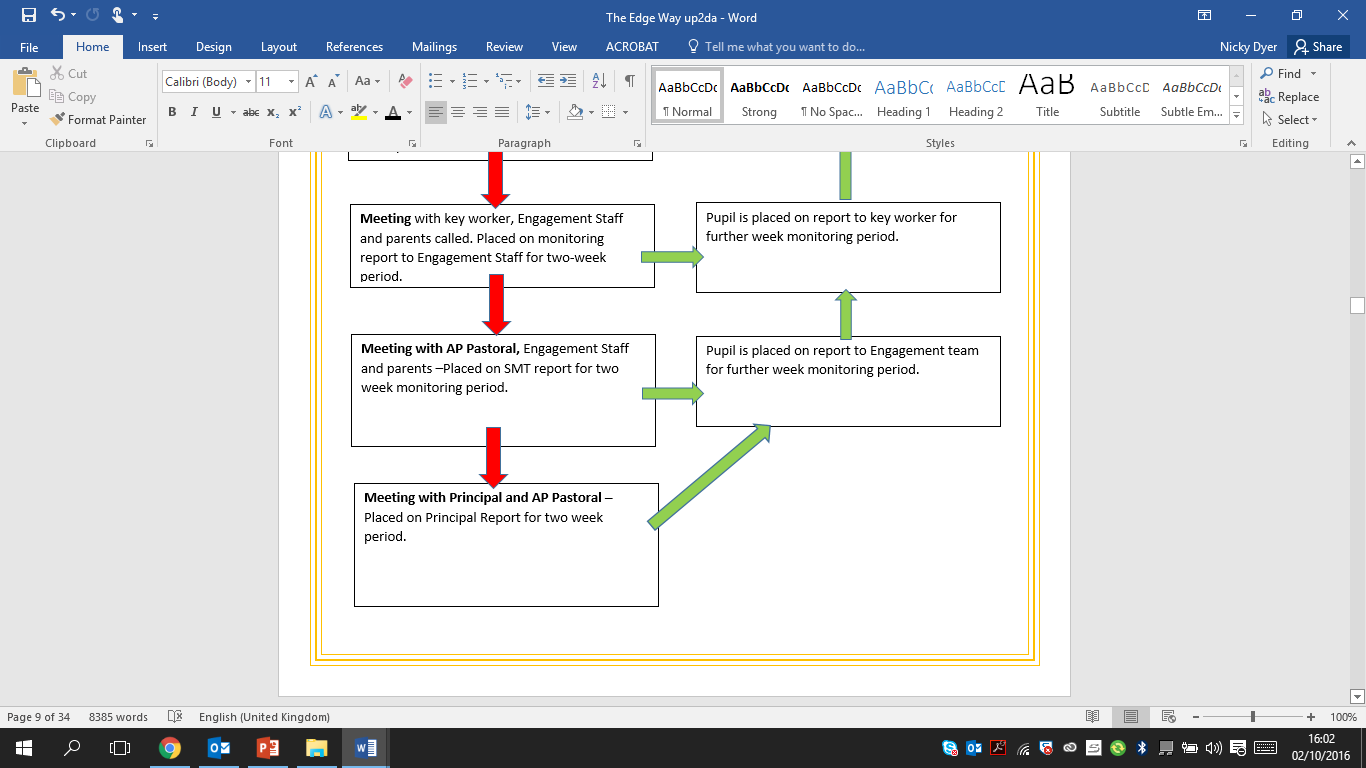 The Edge Way up2da - Word
File Home Insert Design Layout References Mailings Review View ACROBAT Tell me what you want to do... Nicky Dyer Share
Paste
Cut
Copy
Format Painter
Clipboard
Calibri (Body) 11
Font
Paragraph
AaBbCcDc AaBbCcDc AaBbCcDc AaBbCc AaBbCcD AaB AaBbCcD AaBbCcDc
¶ Normal Strong ¶ No Spac... Heading 1 Heading 2 Title Subtitle Subtle Em...
Styles
Find
Replace
Select
Editing
Meeting with key worker, Engagement Staff
and parents called. Placed on monitoring
report to Engagement Staff for two-week
period.
Pupil is placed on report to key worker for
further week monitoring period.
Meeting with AP Pastoral, Engagement Staff
and parents –Placed on SMT report for two
week monitoring period.
Pupil is placed on report to Engagement team
for further week monitoring period.
Meeting with Principal and AP Pastoral –
Placed on Principal Report for two week
period.
Page 9 of 34 8385 words English (United Kingdom) 100%
16:02
02/10/2016